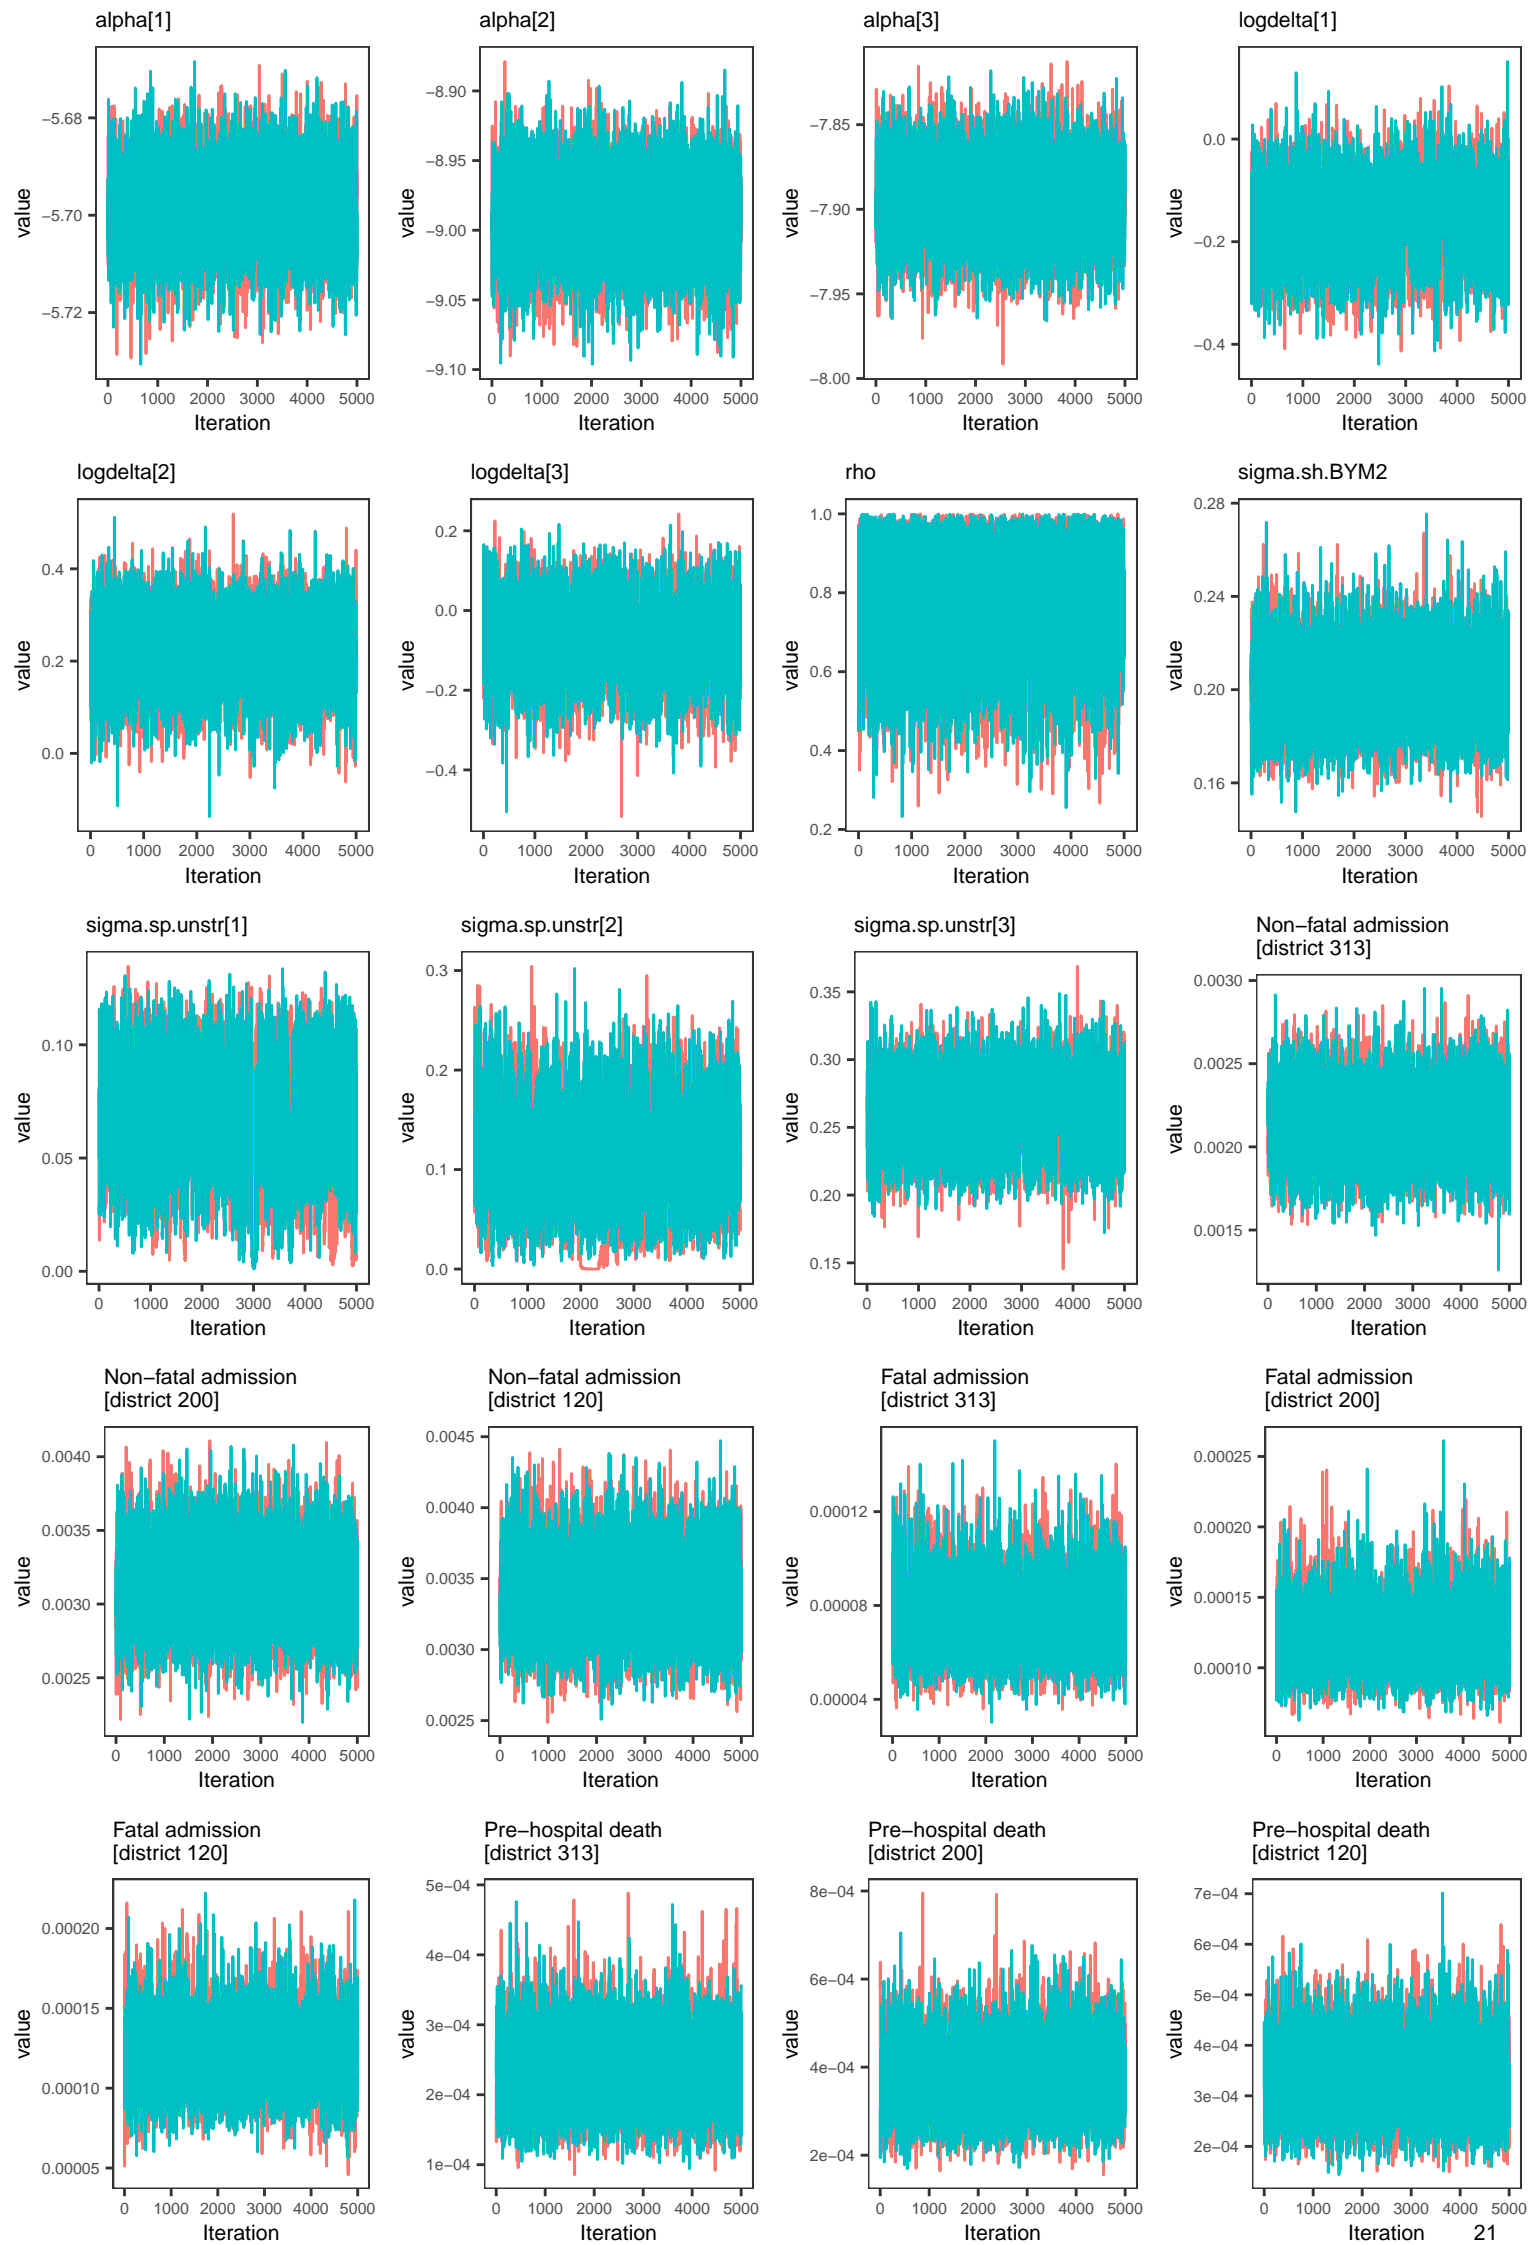 alpha[1]
alpha[2]
alpha[3]
logdelta[1]
value
−5.68
−5.70
−5.72
0 1000 2000 3000 4000 5000
Iteration
value
−8.90
−8.95
−9.00
−9.05
−9.10
0 1000 2000 3000 4000 5000
Iteration
value
−7.85
−7.90
−7.95
−8.00
0 1000 2000 3000 4000 5000
Iteration
value
0.0
−0.2
−0.4
0 1000 2000 3000 4000 5000
Iteration
logdelta[2]
logdelta[3]
rho
sigma.sh.BYM2
value
0.4
0.2
0.0
0 1000 2000 3000 4000 5000
Iteration
value
0.2
0.0
−0.2
−0.4
0 1000 2000 3000 4000 5000
Iteration
value
1.0
0.8
0.6
0.4
0.2
0 1000 2000 3000 4000 5000
Iteration
value
0.28
0.24
0.20
0.16
0 1000 2000 3000 4000 5000
Iteration
sigma.sp.unstr[1]
sigma.sp.unstr[2]
sigma.sp.unstr[3]
Non−fatal admission
[district 313]
value
0.10
0.05
0.00
0 1000 2000 3000 4000 5000
Iteration
value
0.3
0.2
0.1
0.0
0 1000 2000 3000 4000 5000
Iteration
value
0.35
0.30
0.25
0.20
0.15
0 1000 2000 3000 4000 5000
Iteration
value
0.0030
0.0025
0.0020
0.0015
0 1000 2000 3000 4000 5000
Iteration
Non−fatal admission
[district 200]
Non−fatal admission
[district 120]
Fatal admission
[district 313]
Fatal admission
[district 200]
value
0.0040
0.0035
0.0030
0.0025
0 1000 2000 3000 4000 5000
Iteration
value
0.0045
0.0040
0.0035
0.0030
0.0025
0 1000 2000 3000 4000 5000
Iteration
value
0.00012
0.00008
0.00004
0 1000 2000 3000 4000 5000
Iteration
value
0.00025
0.00020
0.00015
0.00010
0 1000 2000 3000 4000 5000
Iteration
Fatal admission
[district 120]
Pre−hospital death
[district 313]
Pre−hospital death
[district 200]
Pre−hospital death
[district 120]
value
0.00020
0.00015
0.00010
0.00005
0 1000 2000 3000 4000 5000
Iteration
value
5e−04
4e−04
3e−04
2e−04
1e−04
0 1000 2000 3000 4000 5000
Iteration
value
8e−04
6e−04
4e−04
2e−04
0 1000 2000 3000 4000 5000
Iteration
value
7e−04
6e−04
5e−04
4e−04
3e−04
2e−04
0 1000 2000 3000 4000 5000
Iteration
21